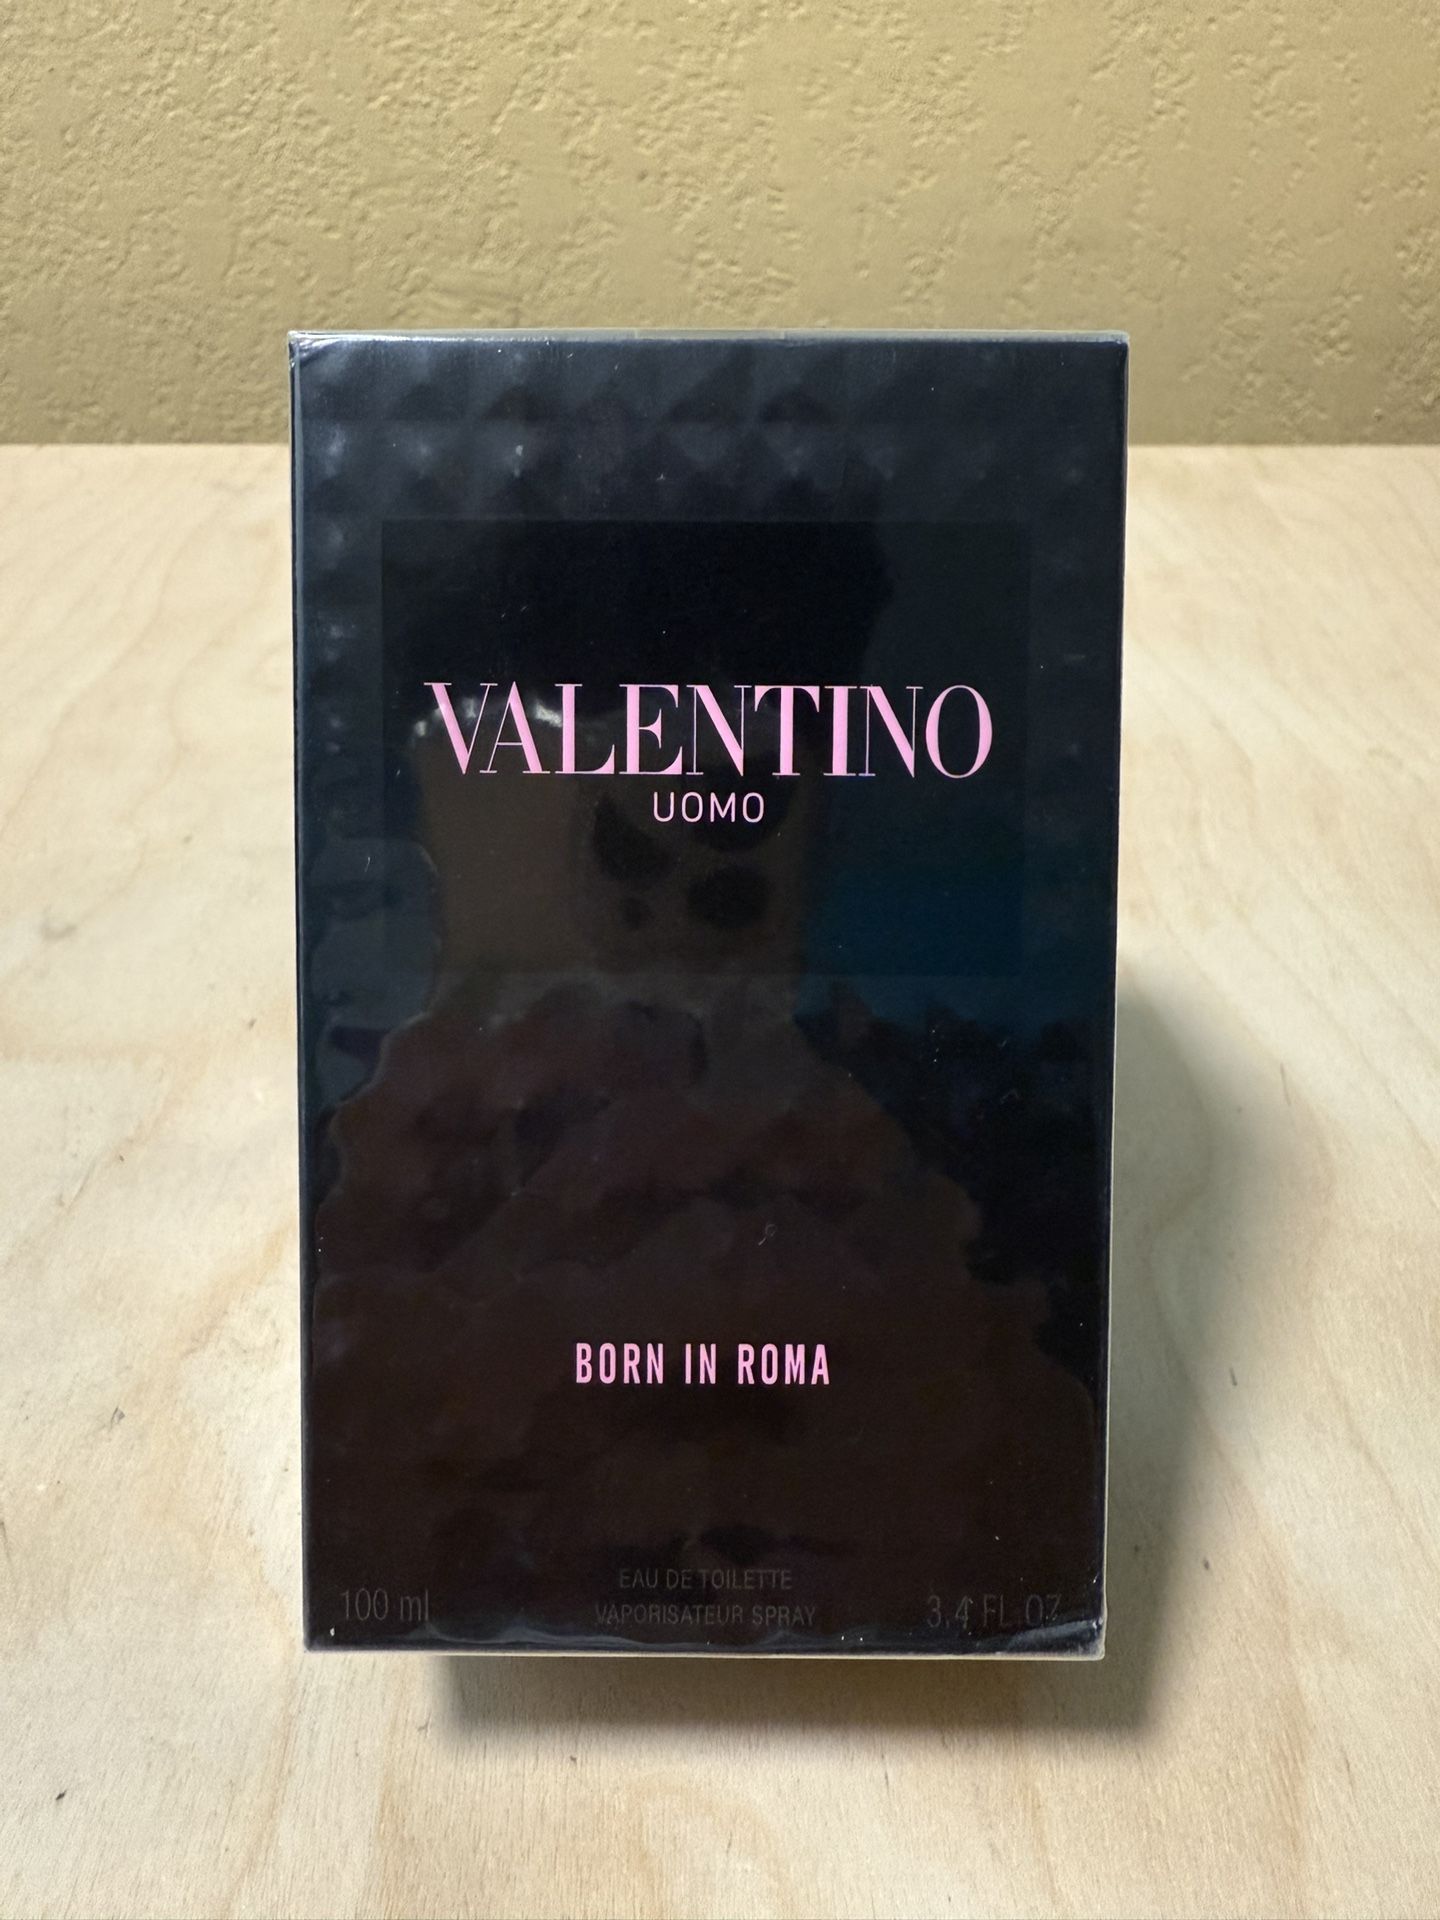 VALENTINO
UOMO
BORN IN ROMA
EAU DE TOILETTE
100 ml VAPORISATEUR SPRAY 3.4 FL.OZ